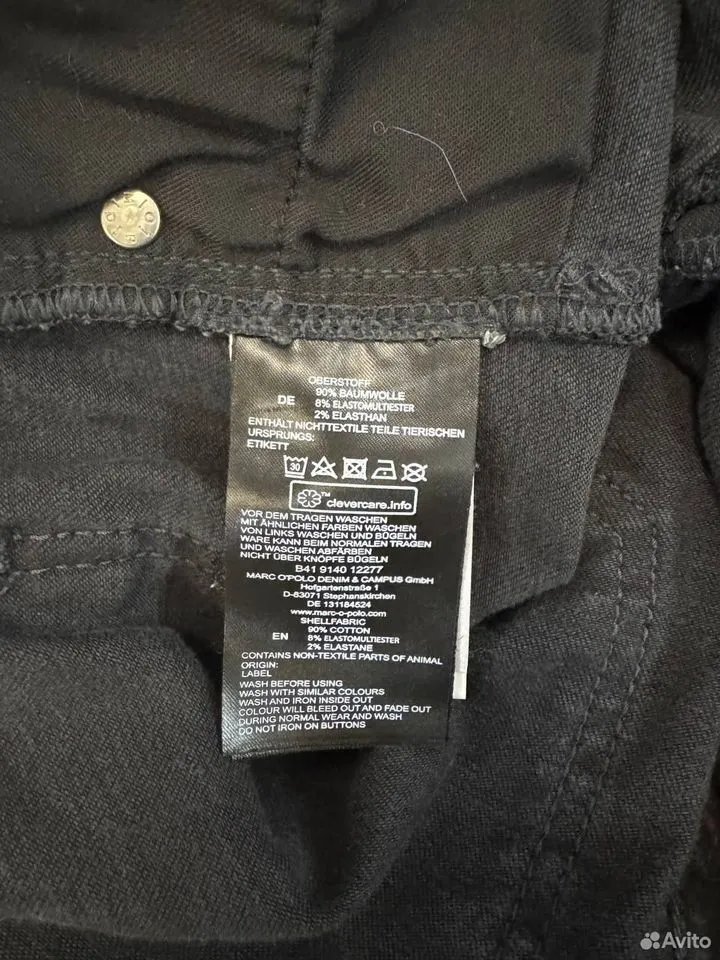 OBERSTOFF
90% BAUMWOLLE
DE 8% ELASTOMULTIESTER
2% ELASTHAN
ENTHÄLT NICHTTEXTILE TEILE TIERISCHEN
URSPRUNGS:
ETIKETT
30
™ clevercare.info
VOR DEM TRAGEN WASCHEN
MIT ÄHNLICHEN FARBEN WASCHEN
VON LINKS WASCHEN UND BÜGELN
WARE KANN BEIM NORMALEN TRAGEN
UND WASCHEN ABFÄRBEN
NICHT ÜBER KNÖPFE BÜGELN
B41 9140 12277
MARC O'POLO DENIM & CAMPUS GmbH
Hofgartenstraße 1
D-83071 Stephanskirchen
DE 131184524
www.marc-o-polo.com
SHELLFABRIC
90% COTTON
EN 8% ELASTOMULTIESTER
2% ELASTANE
CONTAINS NON-TEXTILE PARTS OF ANIMAL
ORIGIN:
LABEL
WASH BEFORE USING
WASH WITH SIMILAR COLOURS
WASH AND IRON INSIDE OUT
COLOUR WILL BLEED OUT AND FADE OUT
DURING NORMAL WEAR AND WASH
DO NOT IRON ON BUTTONS
Avito